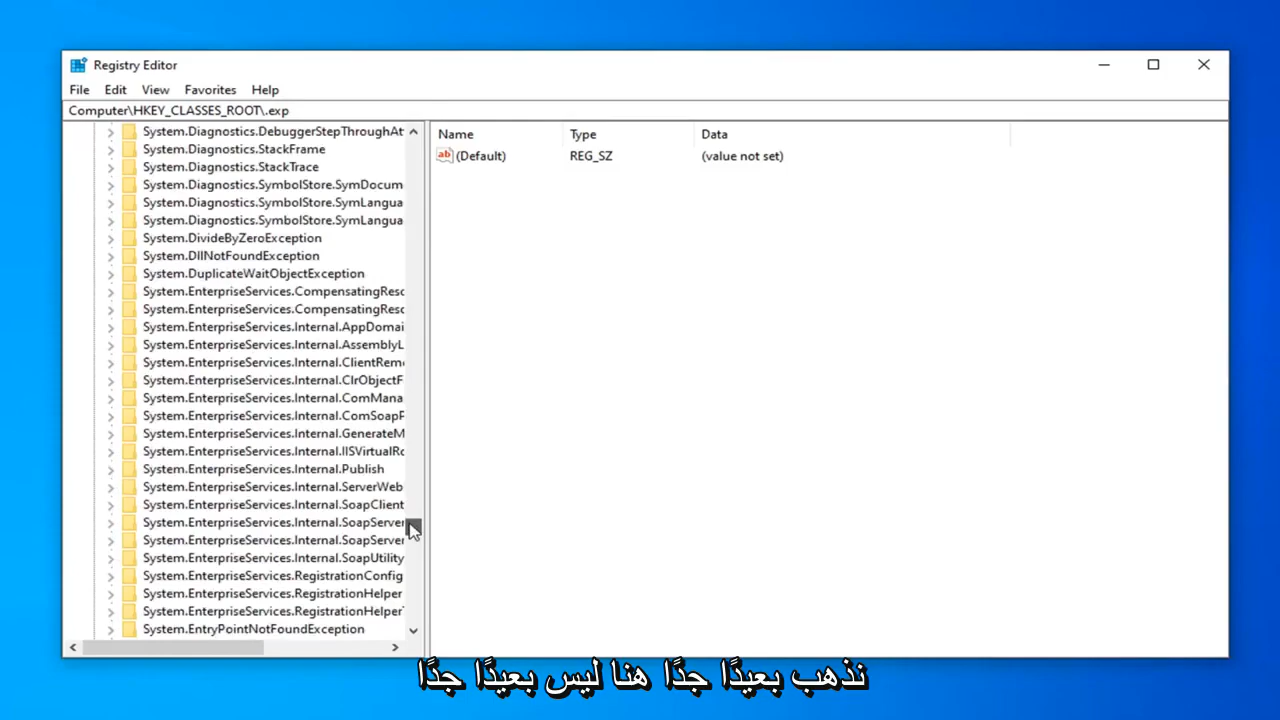 Registry Editor
File Edit View Favorites Help
Computer\HKEY_CLASSES_ROOT\.exp
System.Diagnostics.DebuggerStepThroughAt
System.Diagnostics.StackFrame
System.Diagnostics.StackTrace
System.Diagnostics.SymbolStore.SymDocum
System.Diagnostics.SymbolStore.SymLangua
System.Diagnostics.SymbolStore.SymLangua
System.DivideByZeroException
System.DllNotFoundException
System.DuplicateWaitObjectException
System.EnterpriseServices.CompensatingReso
System.EnterpriseServices.CompensatingReso
System.EnterpriseServices.Internal.AppDomai
System.EnterpriseServices.Internal.AssemblyL
System.EnterpriseServices.Internal.ClientRemo
System.EnterpriseServices.Internal.ClrObjectF
System.EnterpriseServices.Internal.ComMana
System.EnterpriseServices.Internal.ComSoapP
System.EnterpriseServices.Internal.GenerateM
System.EnterpriseServices.Internal.IISVirtualRo
System.EnterpriseServices.Internal.Publish
System.EnterpriseServices.Internal.ServerWeb
System.EnterpriseServices.Internal.SoapClient
System.EnterpriseServices.Internal.SoapServer
System.EnterpriseServices.Internal.SoapServer
System.EnterpriseServices.Internal.SoapUtility
System.EnterpriseServices.RegistrationConfig
System.EnterpriseServices.RegistrationHelper
System.EnterpriseServices.RegistrationHelperT
System.EntryPointNotFoundException
Name Type Data
ab (Default) REG_SZ (value not set)
نذهب بعيدًا جدًا هنا ليس بعيدًا جدًا